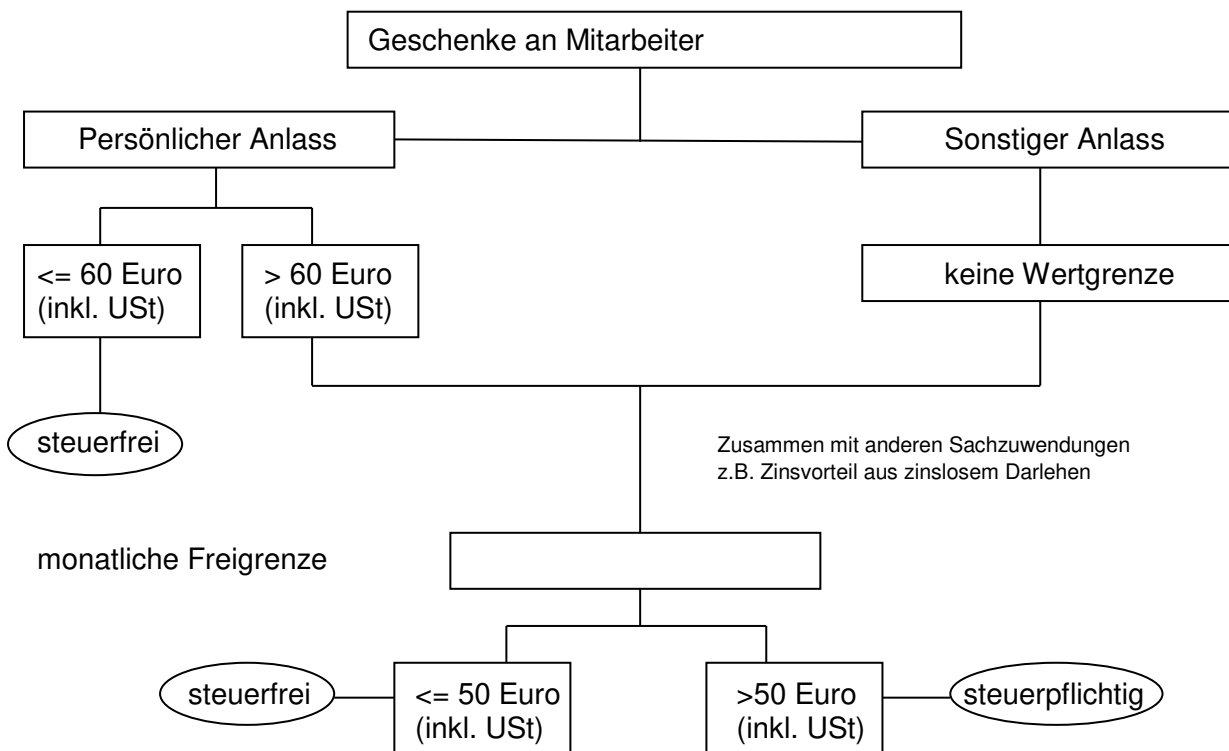 Geschenke an Mitarbeiter
Persönlicher Anlass
Sonstiger Anlass
<= 60 Euro
(inkl. USt)
> 60 Euro
(inkl. USt)
keine Wertgrenze
steuerfrei
Zusammen mit anderen Sachzuwendungen
z.B. Zinsvorteil aus zinslosem Darlehen
monatliche Freigrenze
steuerfrei
<= 50 Euro
(inkl. USt)
>50 Euro
(inkl. USt)
steuerpflichtig